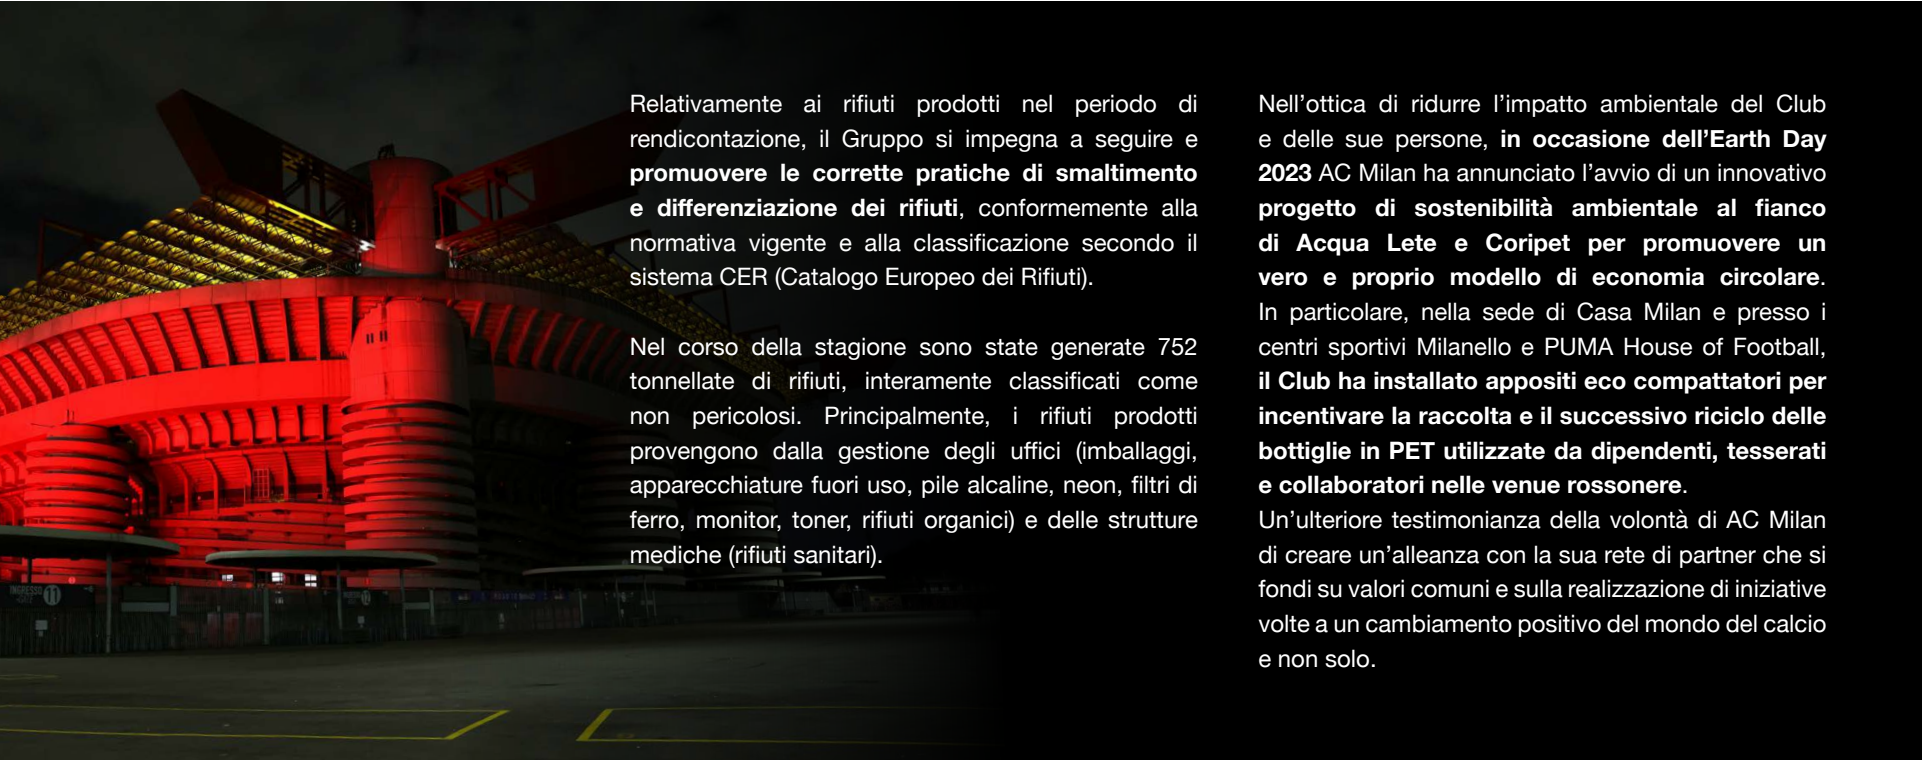 Relativamente ai rifiuti prodotti nel periodo di
rendicontazione, il Gruppo si impegna a seguire e
promuovere le corrette pratiche di smaltimento
e differenziazione dei rifiuti, conformemente alla
normativa vigente e alla classificazione secondo il
sistema CER (Catalogo Europeo dei Rifiuti).
Nel corso della stagione sono state generate 752
tonnellate di rifiuti, interamente classificati come
non pericolosi. Principalmente, i rifiuti prodotti
provengono dalla gestione degli uffici (imballaggi,
apparecchiature fuori uso, pile alcaline, neon, filtri di
ferro, monitor, toner, rifiuti organici) e delle strutture
mediche (rifiuti sanitari).
Nell’ottica di ridurre l’impatto ambientale del Club
e delle sue persone, in occasione dell’Earth Day
2023 AC Milan ha annunciato l’avvio di un innovativo
progetto di sostenibilità ambientale al fianco
di Acqua Lete e Coripet per promuovere un
vero e proprio modello di economia circolare.
In particolare, nella sede di Casa Milan e presso i
centri sportivi Milanello e PUMA House of Football,
il Club ha installato appositi eco compattatori per
incentivare la raccolta e il successivo riciclo delle
bottiglie in PET utilizzate da dipendenti, tesserati
e collaboratori nelle venue rossonere.
Un’ulteriore testimonianza della volontà di AC Milan
di creare un’alleanza con la sua rete di partner che si
fondi su valori comuni e sulla realizzazione di iniziative
volte a un cambiamento positivo del mondo del calcio
e non solo.
INGRESSO
11